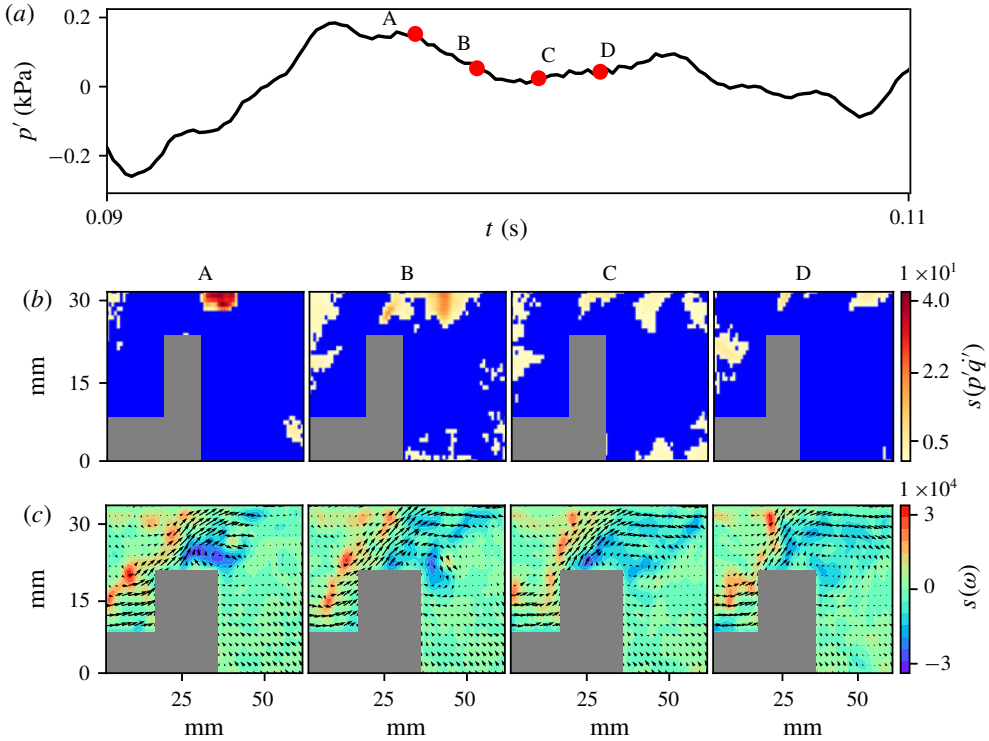 (a)
0.2
0
−0.2
p′ (kPa)
A
B
C
D
0.09
0.11
t (s)
A
B
C
D
1 × 10¹
(b)
30
15
0
mm
4.0
2.2
0.5
s(p′q̇′)
1 × 10⁴
(c)
30
15
0
mm
3
0
−3
s(ω)
25
50
25
50
25
50
25
50
mm
mm
mm
mm